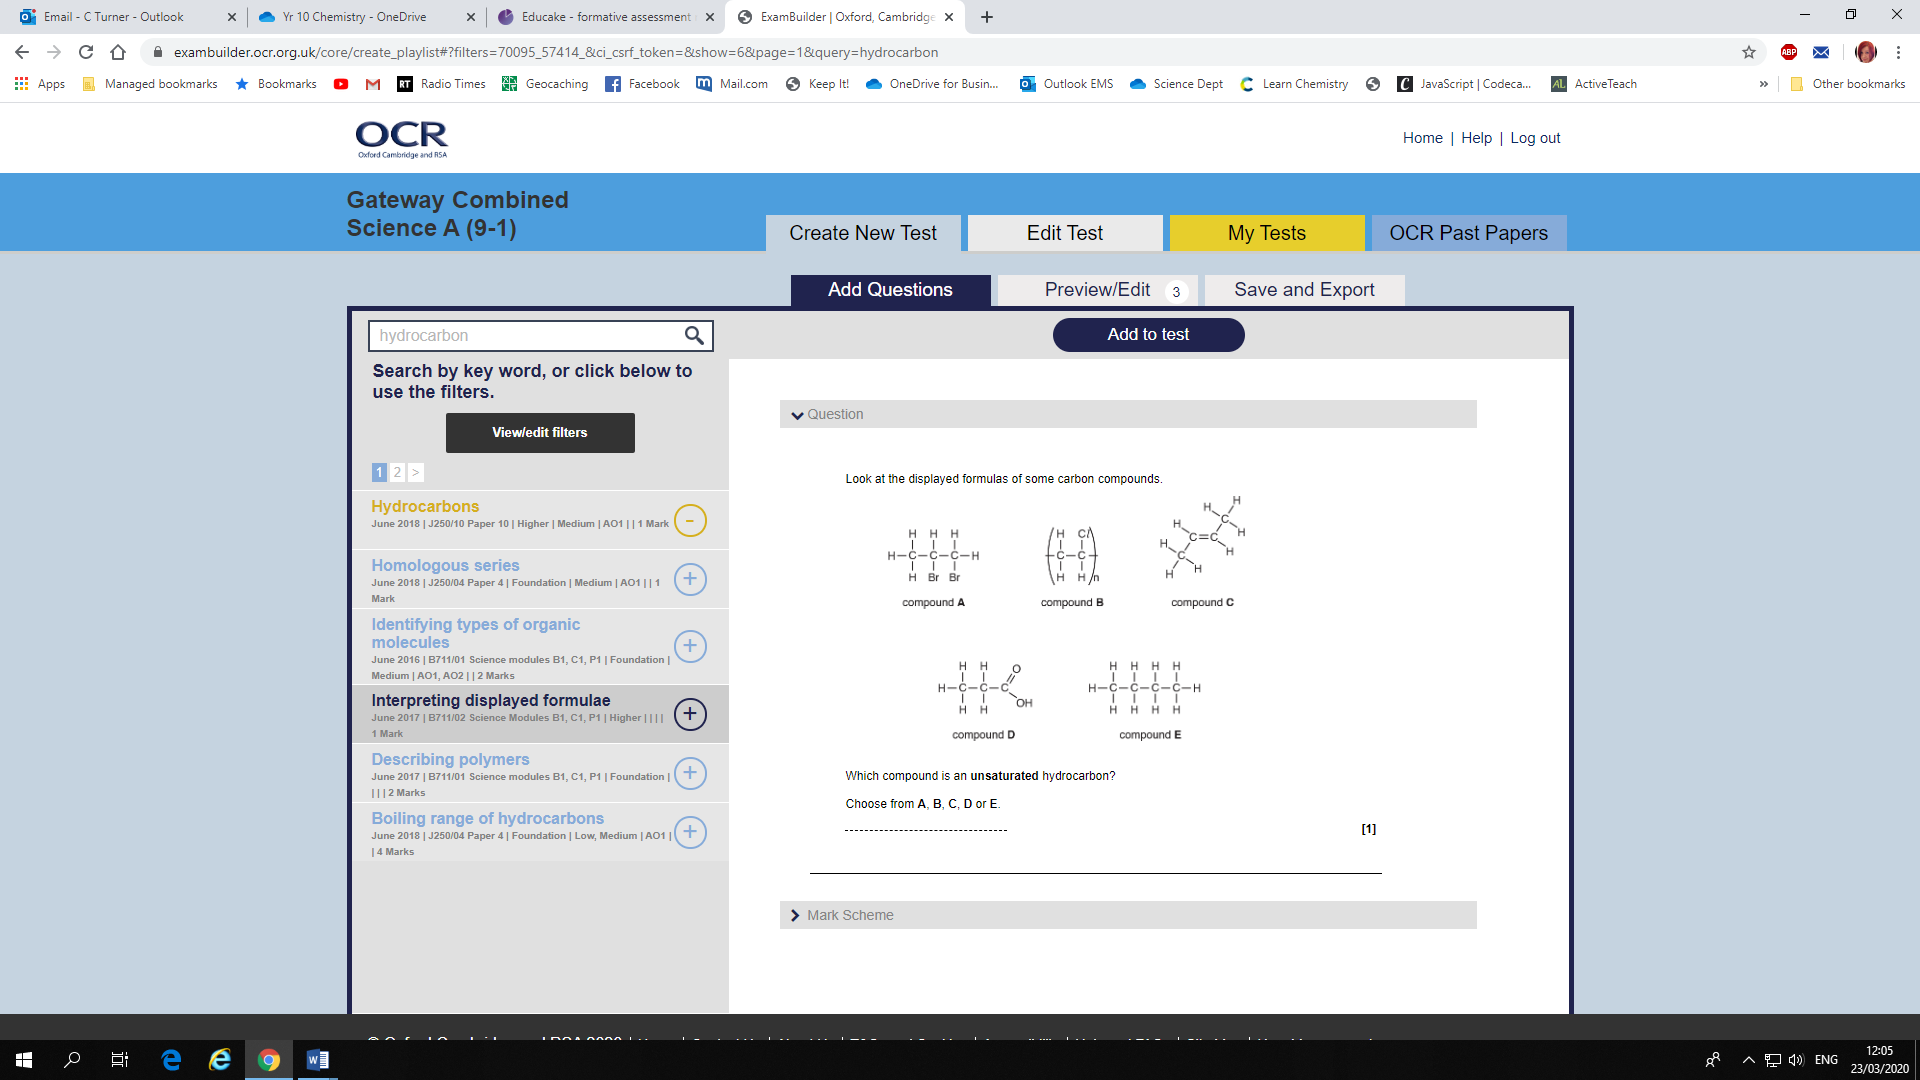 Email - C Turner - Outlook
Yr 10 Chemistry - OneDrive
Educake - formative assessment
ExamBuilder | Oxford, Cambridge
exambuilder.ocr.org.uk/core/create_playlist#?filters=70095_57414_&ci_csrf_token=&show=6&page=1&query=hydrocarbon
ABP
Apps Managed bookmarks Bookmarks RT Radio Times Geocaching Facebook Mail.com Keep It! OneDrive for Busin... Outlook EMS Science Dept Learn Chemistry JavaScript | Codeca... AL ActiveTeach » Other bookmarks
OCR
Oxford Cambridge and RSA
Home | Help | Log out
Gateway Combined
Science A (9-1)
Create New Test Edit Test My Tests OCR Past Papers
Add Questions Preview/Edit 3 Save and Export
hydrocarbon
Add to test
Search by key word, or click below to
use the filters.
View/edit filters
1 2 >
Hydrocarbons
June 2018 | J250/10 Paper 10 | Higher | Medium | AO1 | | 1 Mark
Homologous series
June 2018 | J250/04 Paper 4 | Foundation | Medium | AO1 | | 1
Mark
Identifying types of organic
molecules
June 2016 | B711/01 Science modules B1, C1, P1 | Foundation |
Medium | AO1, AO2 | | 2 Marks
Interpreting displayed formulae
June 2017 | B711/02 Science Modules B1, C1, P1 | Higher | | | |
1 Mark
Describing polymers
June 2017 | B711/01 Science modules B1, C1, P1 | Foundation |
| | | 2 Marks
Boiling range of hydrocarbons
June 2018 | J250/04 Paper 4 | Foundation | Low, Medium | AO1 |
| 4 Marks
Question
Look at the displayed formulas of some carbon compounds.
H H H
H-C-C-C-H
H Br Br
compound A
H Cl
C-C
H H n
compound B
H H
H C H
H C=C
H C H
H H
compound C
H H O
H-C-C-C
H H OH
compound D
H H H H
H-C-C-C-C-H
H H H H
compound E
Which compound is an unsaturated hydrocarbon?
Choose from A, B, C, D or E.
[1]
Mark Scheme
ENG
12:05
23/03/2020